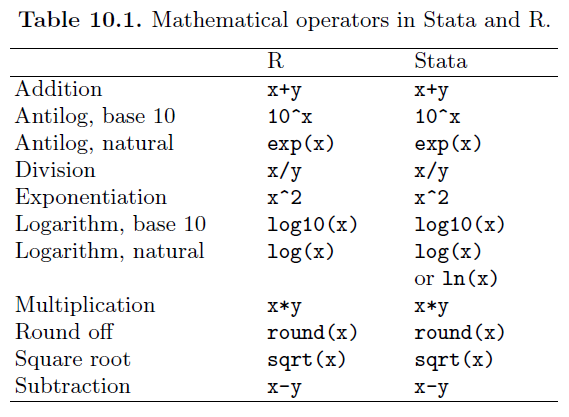 Table 10.1. Mathematical operators in Stata and R.
R Stata
Addition x+y x+y
Antilog, base 10 10^x 10^x
Antilog, natural exp(x) exp(x)
Division x/y x/y
Exponentiation x^2 x^2
Logarithm, base 10 log10(x) log10(x)
Logarithm, natural log(x) log(x)
or ln(x)
Multiplication x*y x*y
Round off round(x) round(x)
Square root sqrt(x) sqrt(x)
Subtraction x-y x-y